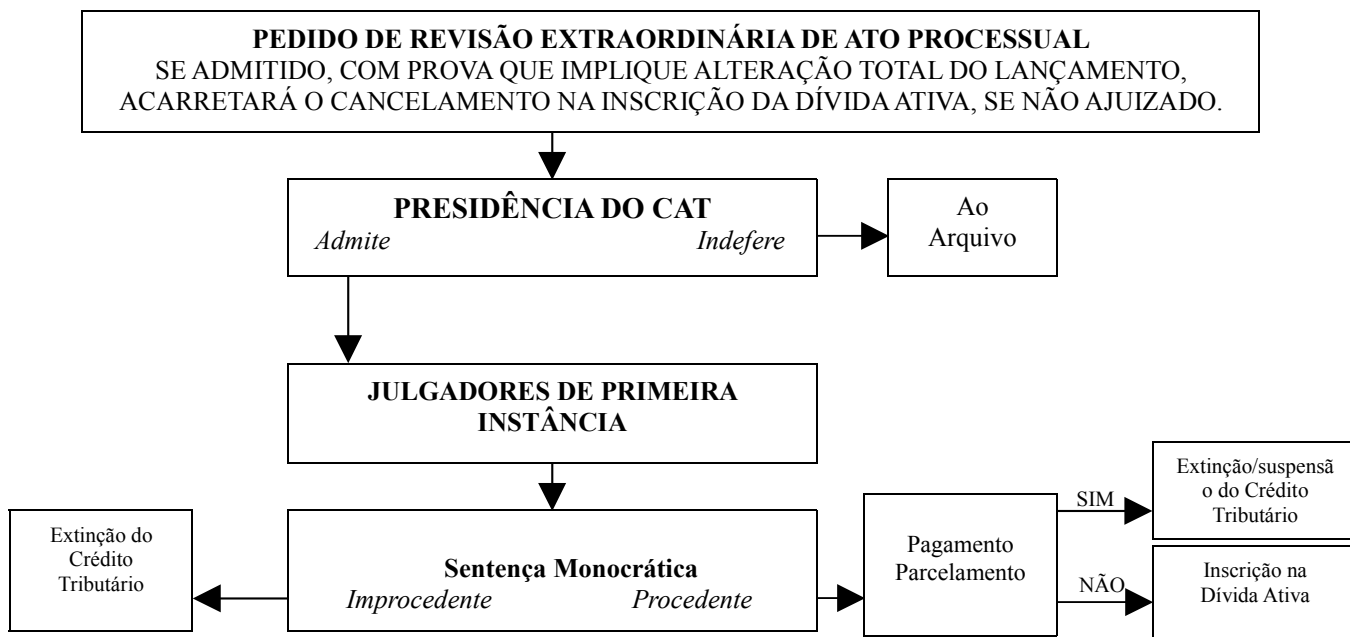 PEDIDO DE REVISÃO EXTRAORDINÁRIA DE ATO PROCESSUAL
SE ADMITIDO, COM PROVA QUE IMPLIQUE ALTERAÇÃO TOTAL DO LANÇAMENTO,
ACARRETARÁ O CANCELAMENTO NA INSCRIÇÃO DA DÍVIDA ATIVA, SE NÃO AJUIZADO.
PRESIDÊNCIA DO CAT
Admite Indefere
Ao
Arquivo
JULGADORES DE PRIMEIRA
INSTÂNCIA
Extinção do
Crédito
Tributário
Sentença Monocrática
Improcedente Procedente
Pagamento
Parcelamento
SIM
Extinção/suspensã
o do Crédito
Tributário
NÃO
Inscrição na
Dívida Ativa